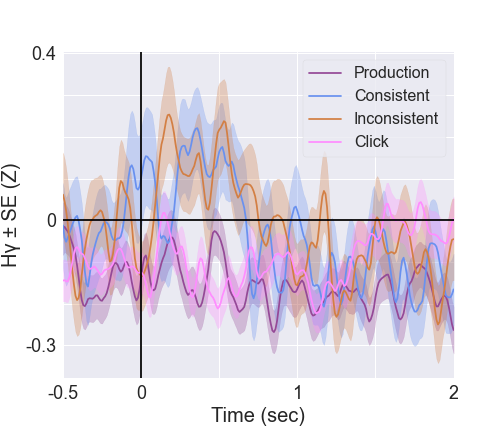 Hγ ± SE (Z)
0.4
0
-0.3
Production
Consistent
Inconsistent
Click
-0.5 0 1 2
Time (sec)